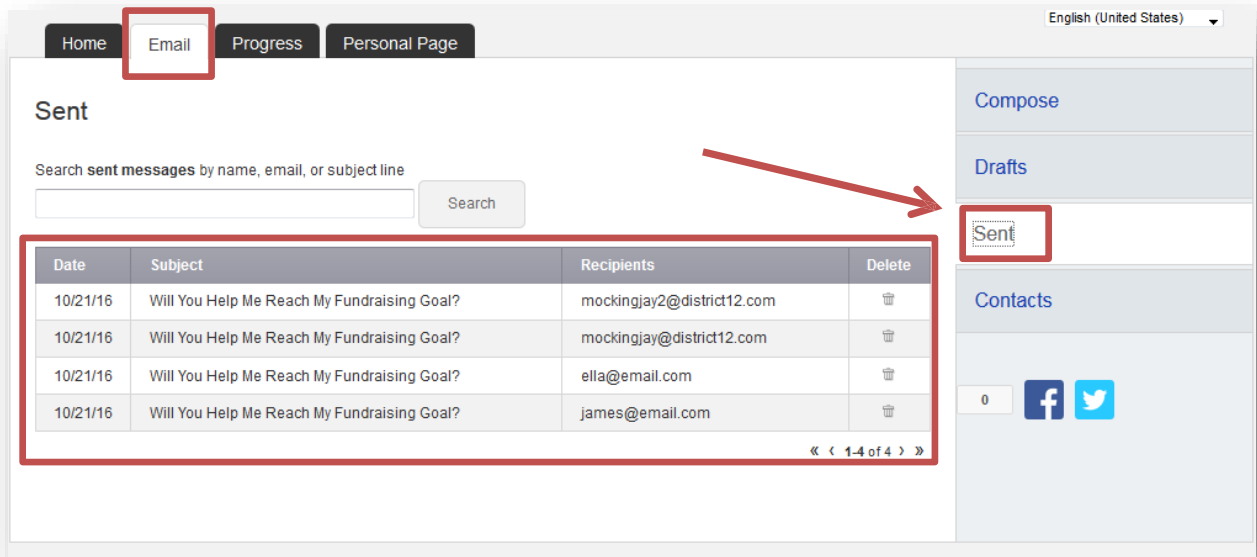 English (United States)
Home Email Progress Personal Page
Sent
Search sent messages by name, email, or subject line
Search
Date Subject Recipients Delete
10/21/16 Will You Help Me Reach My Fundraising Goal? mockingjay2@district12.com
10/21/16 Will You Help Me Reach My Fundraising Goal? mockingjay@district12.com
10/21/16 Will You Help Me Reach My Fundraising Goal? ella@email.com
10/21/16 Will You Help Me Reach My Fundraising Goal? james@email.com
« ‹ 1-4 of 4 › »
Compose
Drafts
Sent
Contacts
0